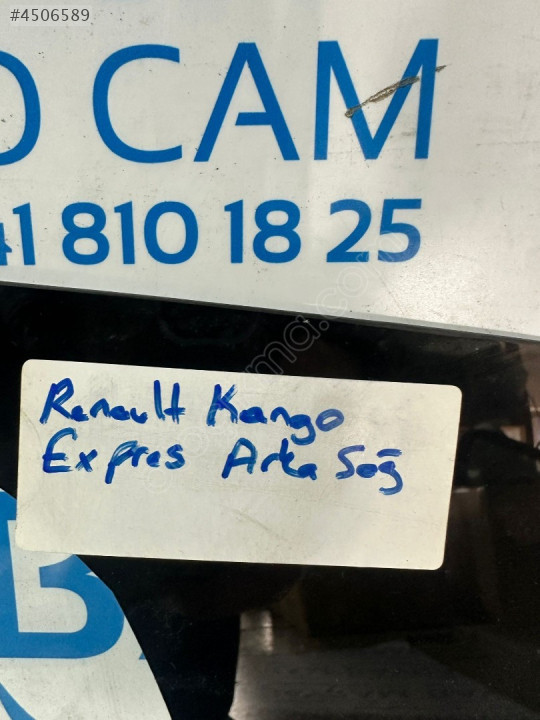 #4506589
O CAM
41 810 18 25
Renault Kango
Expres Arka Sağ
B